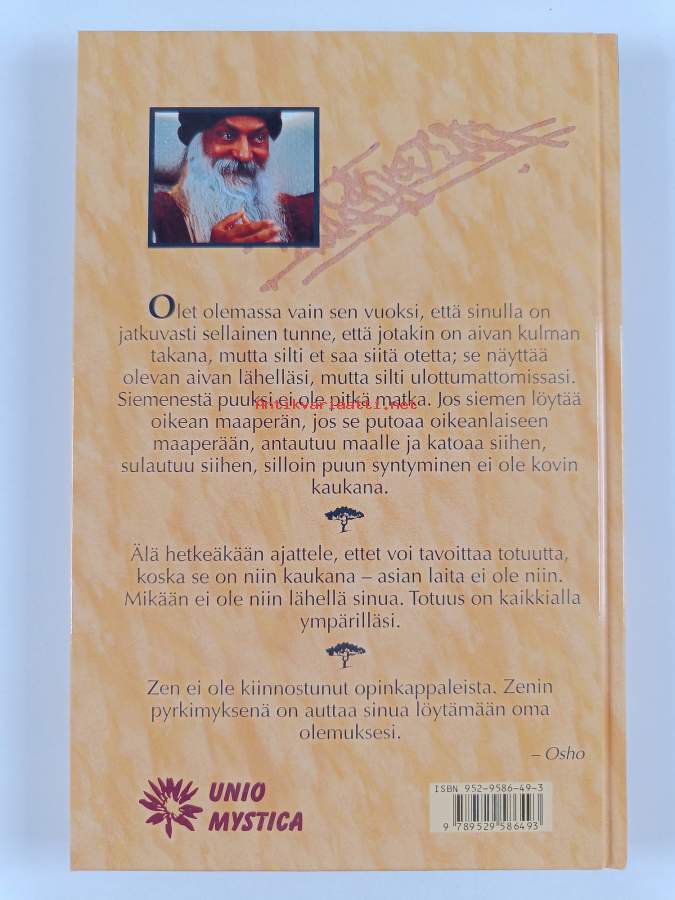 Olet olemassa vain sen vuoksi, että sinulla on
jatkuvasti sellainen tunne, että jotakin on aivan kulman
takana, mutta silti et saa siitä otetta; se näyttää
olevan aivan lähelläsi, mutta silti ulottumattomissasi.
Siemenestä puuksi ei ole pitkä matka. Jos siemen löytää
Antikvariaatti.net
oikean maaperän, jos se putoaa oikeanlaiseen
maaperään, antautuu maalle ja katoaa siihen,
sulautuu siihen, silloin puun syntyminen ei ole kovin
kaukana.
Älä hetkeäkään ajattele, ettet voi tavoittaa totuutta,
koska se on niin kaukana – asian laita ei ole niin.
Mikään ei ole niin lähellä sinua. Totuus on kaikkialla
ympärilläsi.
Zen ei ole kiinnostunut opinkappaleista. Zenin
pyrkimyksenä on auttaa sinua löytämään oma
olemuksesi.
– Osho
UNIO
MYSTICA
ISBN 952-9586-49-3
9 789529 586493